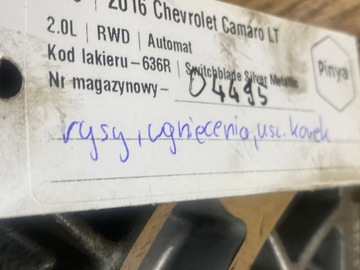 2016 Chevrolet Camaro LT
2.0L | RWD | Automat
Kod lakieru - 636R | Switchblade Silver Metallic
Nr magazynowy - 04495
Pinya
rysy, wgniecenia, usz. korek